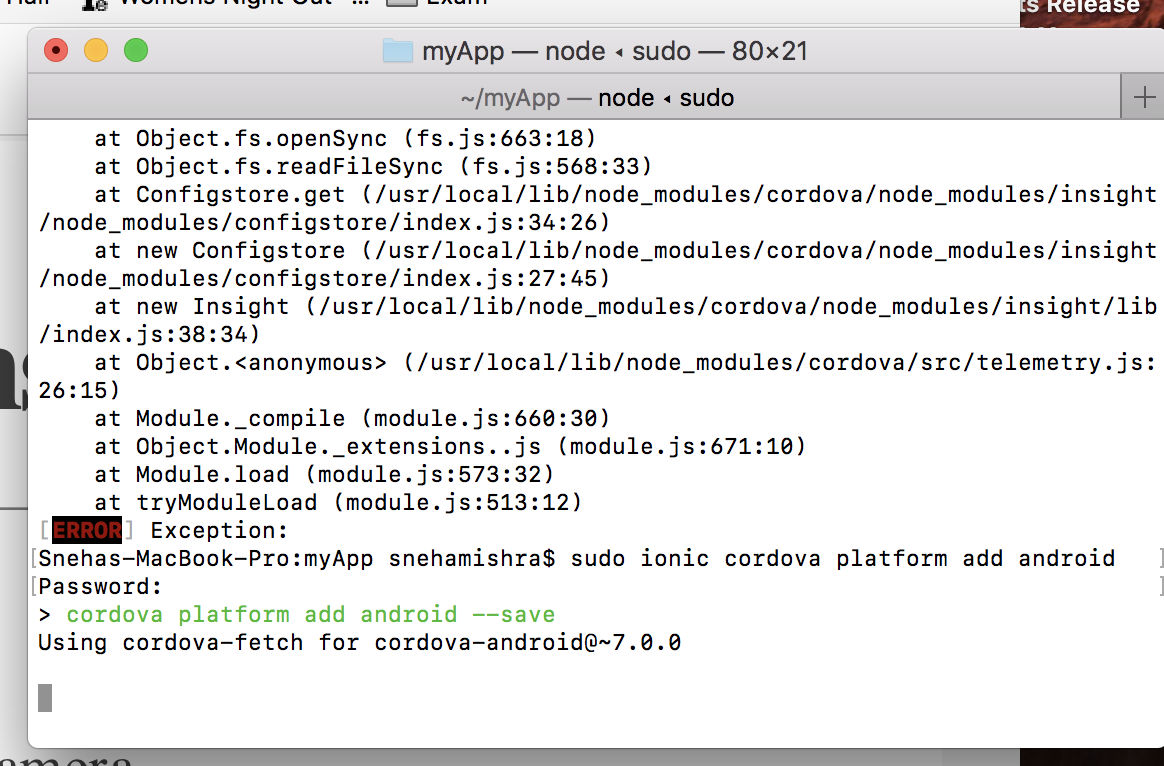 Womens Night Out ... Exam
ts Release
myApp — node ◂ sudo — 80×21
~/myApp — node ◂ sudo
    at Object.fs.openSync (fs.js:663:18)
    at Object.fs.readFileSync (fs.js:568:33)
    at Configstore.get (/usr/local/lib/node_modules/cordova/node_modules/insight
/node_modules/configstore/index.js:34:26)
    at new Configstore (/usr/local/lib/node_modules/cordova/node_modules/insight
/node_modules/configstore/index.js:27:45)
    at new Insight (/usr/local/lib/node_modules/cordova/node_modules/insight/lib
/index.js:38:34)
    at Object.<anonymous> (/usr/local/lib/node_modules/cordova/src/telemetry.js:
26:15)
    at Module._compile (module.js:660:30)
    at Object.Module._extensions..js (module.js:671:10)
    at Module.load (module.js:573:32)
    at tryModuleLoad (module.js:513:12)
[ERROR] Exception:
[Snehas-MacBook-Pro:myApp snehamishra$ sudo ionic cordova platform add android ]
[Password: ]
> cordova platform add android --save
Using cordova-fetch for cordova-android@~7.0.0